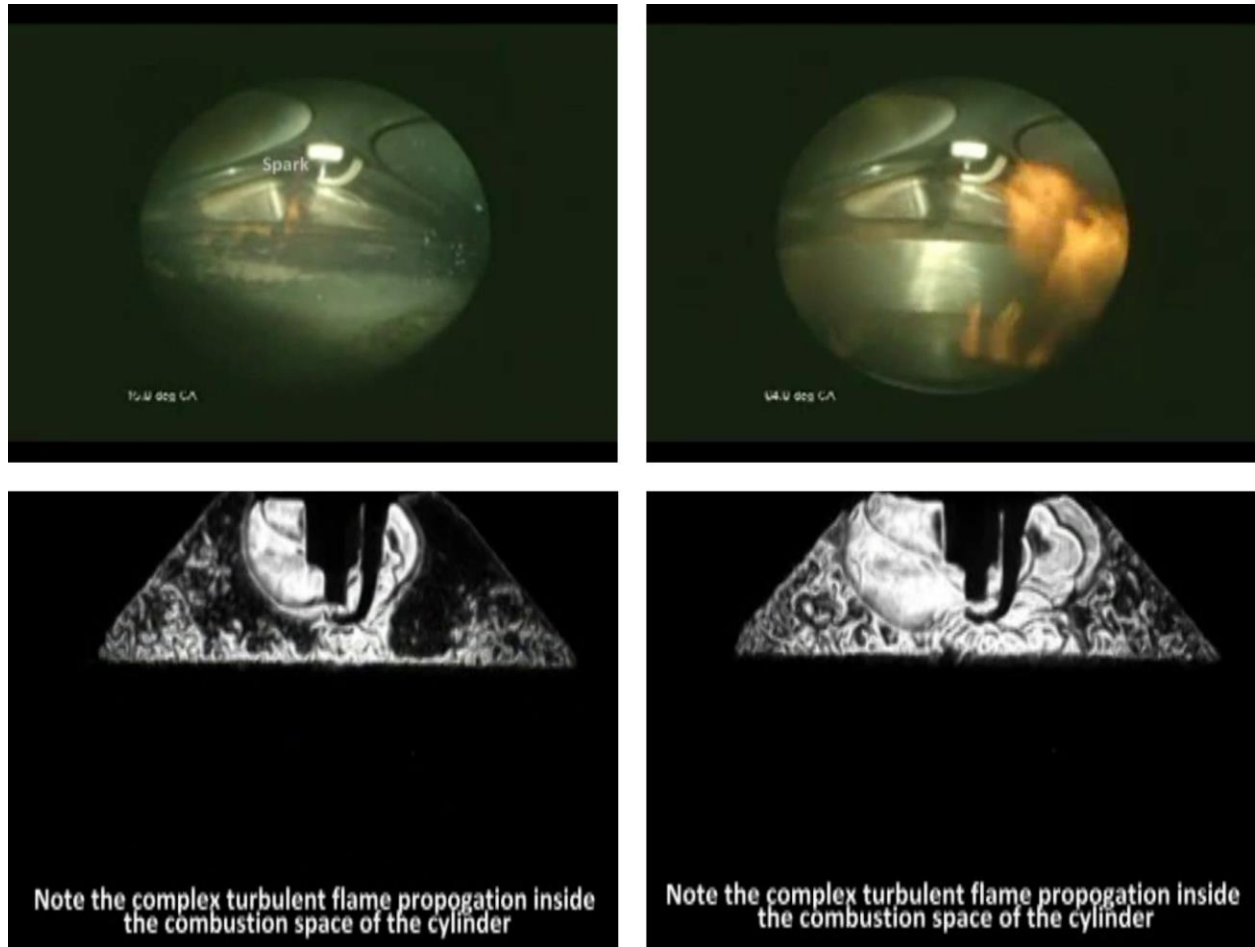 Spark
deg CA
deg CA
Note the complex turbulent flame propogation inside
the combustion space of the cylinder
Note the complex turbulent flame propogation inside
the combustion space of the cylinder